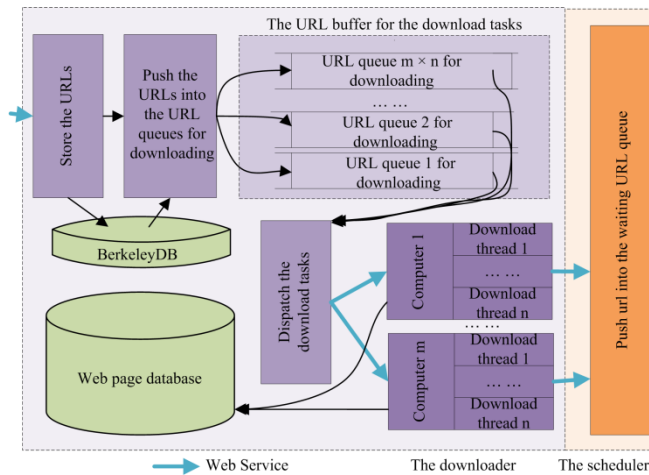 The URL buffer for the download tasks
Store the URLs
Push the
URLs into
the URL
queues for
downloading
URL queue m × n for
downloading
... ...
URL queue 2 for
downloading
URL queue 1 for
downloading
BerkeleyDB
Web page database
Dispatch the
download tasks
Computer 1
Download
thread 1
... ...
Download
thread n
... ...
Computer m
Download
thread 1
... ...
Download
thread n
Push url into the waiting URL queue
Web Service
The downloader
The scheduler